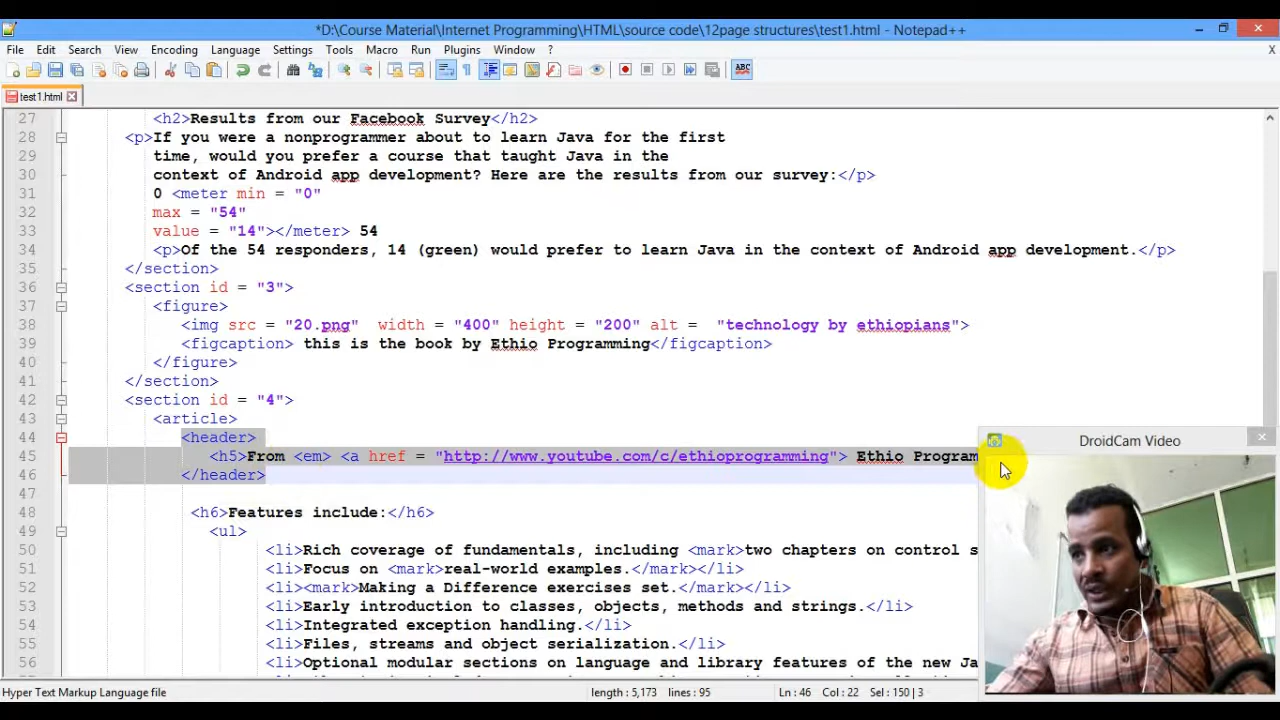 *D:\Course Material\Internet Programming\HTML\source code\12page structures\test1.html - Notepad++
File Edit Search View Encoding Language Settings Tools Macro Run Plugins Window ? X
test1.html
27 <h2>Results from our Facebook Survey</h2>
28 <p>If you were a nonprogrammer about to learn Java for the first
29 time, would you prefer a course that taught Java in the
30 context of Android app development? Here are the results from our survey:</p>
31 0 <meter min = "0"
32 max = "54"
33 value = "14"></meter> 54
34 <p>Of the 54 responders, 14 (green) would prefer to learn Java in the context of Android app development.</p>
35 </section>
36 <section id = "3">
37 <figure>
38 <img src = "20.png" width = "400" height = "200" alt = "technology by ethiopians">
39 <figcaption> this is the book by Ethio Programming</figcaption>
40 </figure>
41 </section>
42 <section id = "4">
43 <article>
44 <header>
45 <h5>From <em> <a href = "http://www.youtube.com/c/ethioprogramming"> Ethio Program
46 </header>
47
48 <h6>Features include:</h6>
49 <ul>
50 <li>Rich coverage of fundamentals, including <mark>two chapters on control s
51 <li>Focus on <mark>real-world examples.</mark></li>
52 <li><mark>Making a Difference exercises set.</mark></li>
53 <li>Early introduction to classes, objects, methods and strings.</li>
54 <li>Integrated exception handling.</li>
55 <li>Files, streams and object serialization.</li>
56 <li>Optional modular sections on language and library features of the new Ja
DroidCam Video
Hyper Text Markup Language file length : 5,173 lines : 95 Ln : 46 Col : 22 Sel : 150 | 3